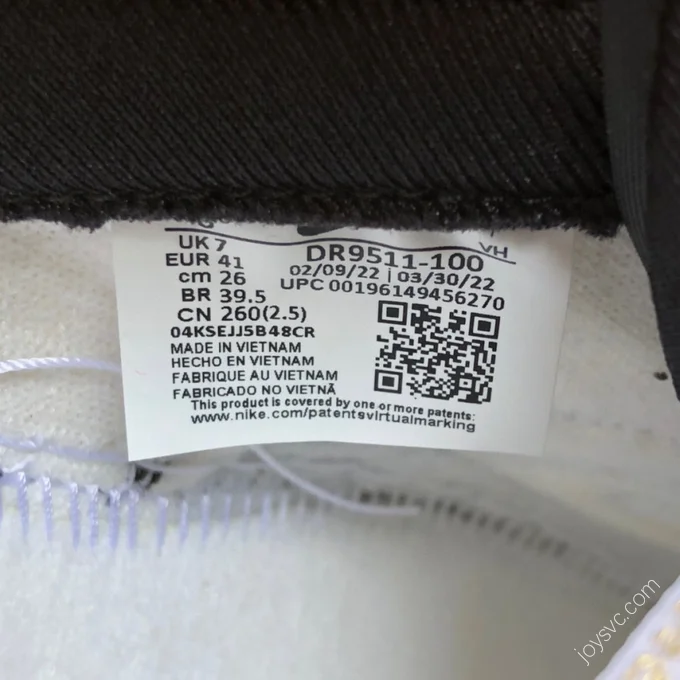 UK 7
EUR 41
cm 26
BR 39.5
CN 260(2.5)
04KSEJJ5B48CR
MADE IN VIETNAM
HECHO EN VIETNAM
FABRIQUE AU VIETNAM
FABRICADO NO VIETNÃ
VH
DR9511-100
02/09/22 | 03/30/22
UPC 00196149456270
This product is covered by one or more patents:
www.nike.com/patentsvirtualmarking
joysvc.com